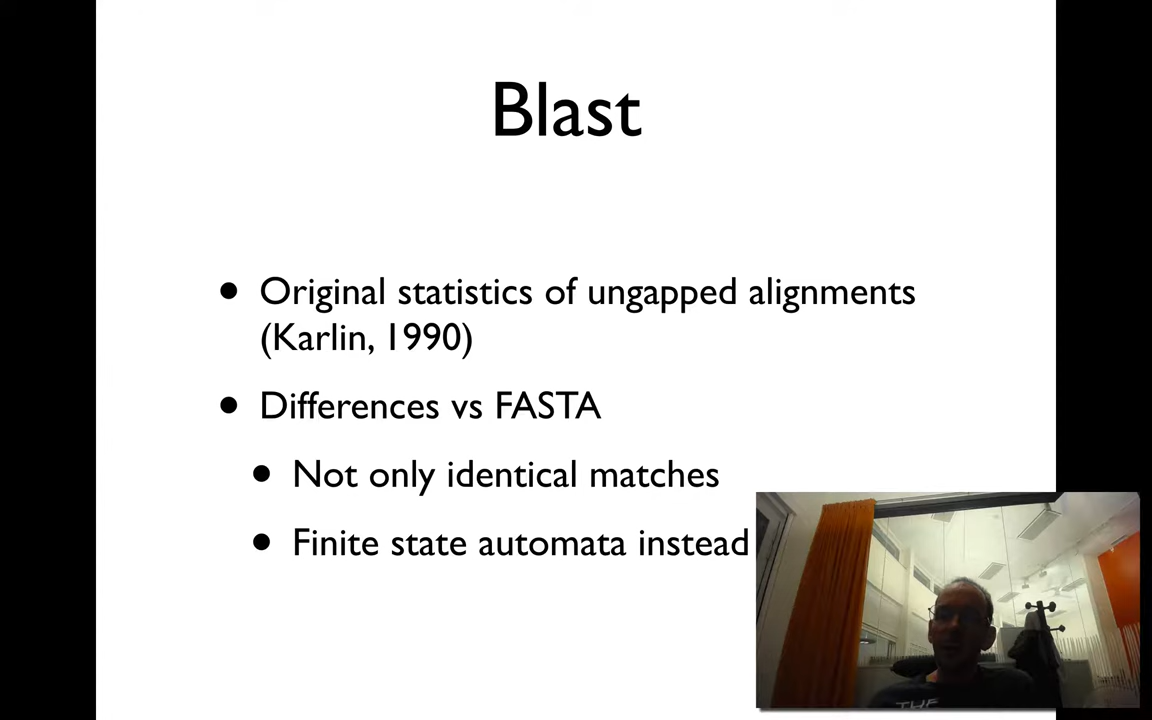 Blast
• Original statistics of ungapped alignments
(Karlin, 1990)
• Differences vs FASTA
• Not only identical matches
• Finite state automata instead
THE